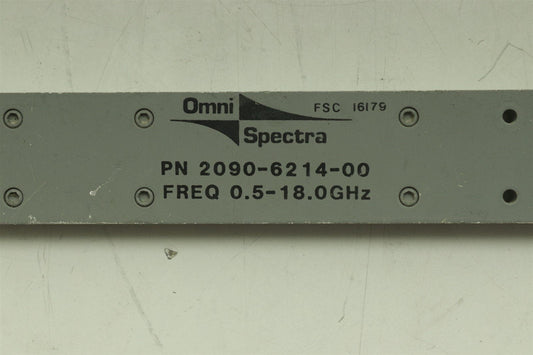 Omni FSC 16179
Spectra
PN 2090-6214-00
FREQ 0.5-18.0GHz